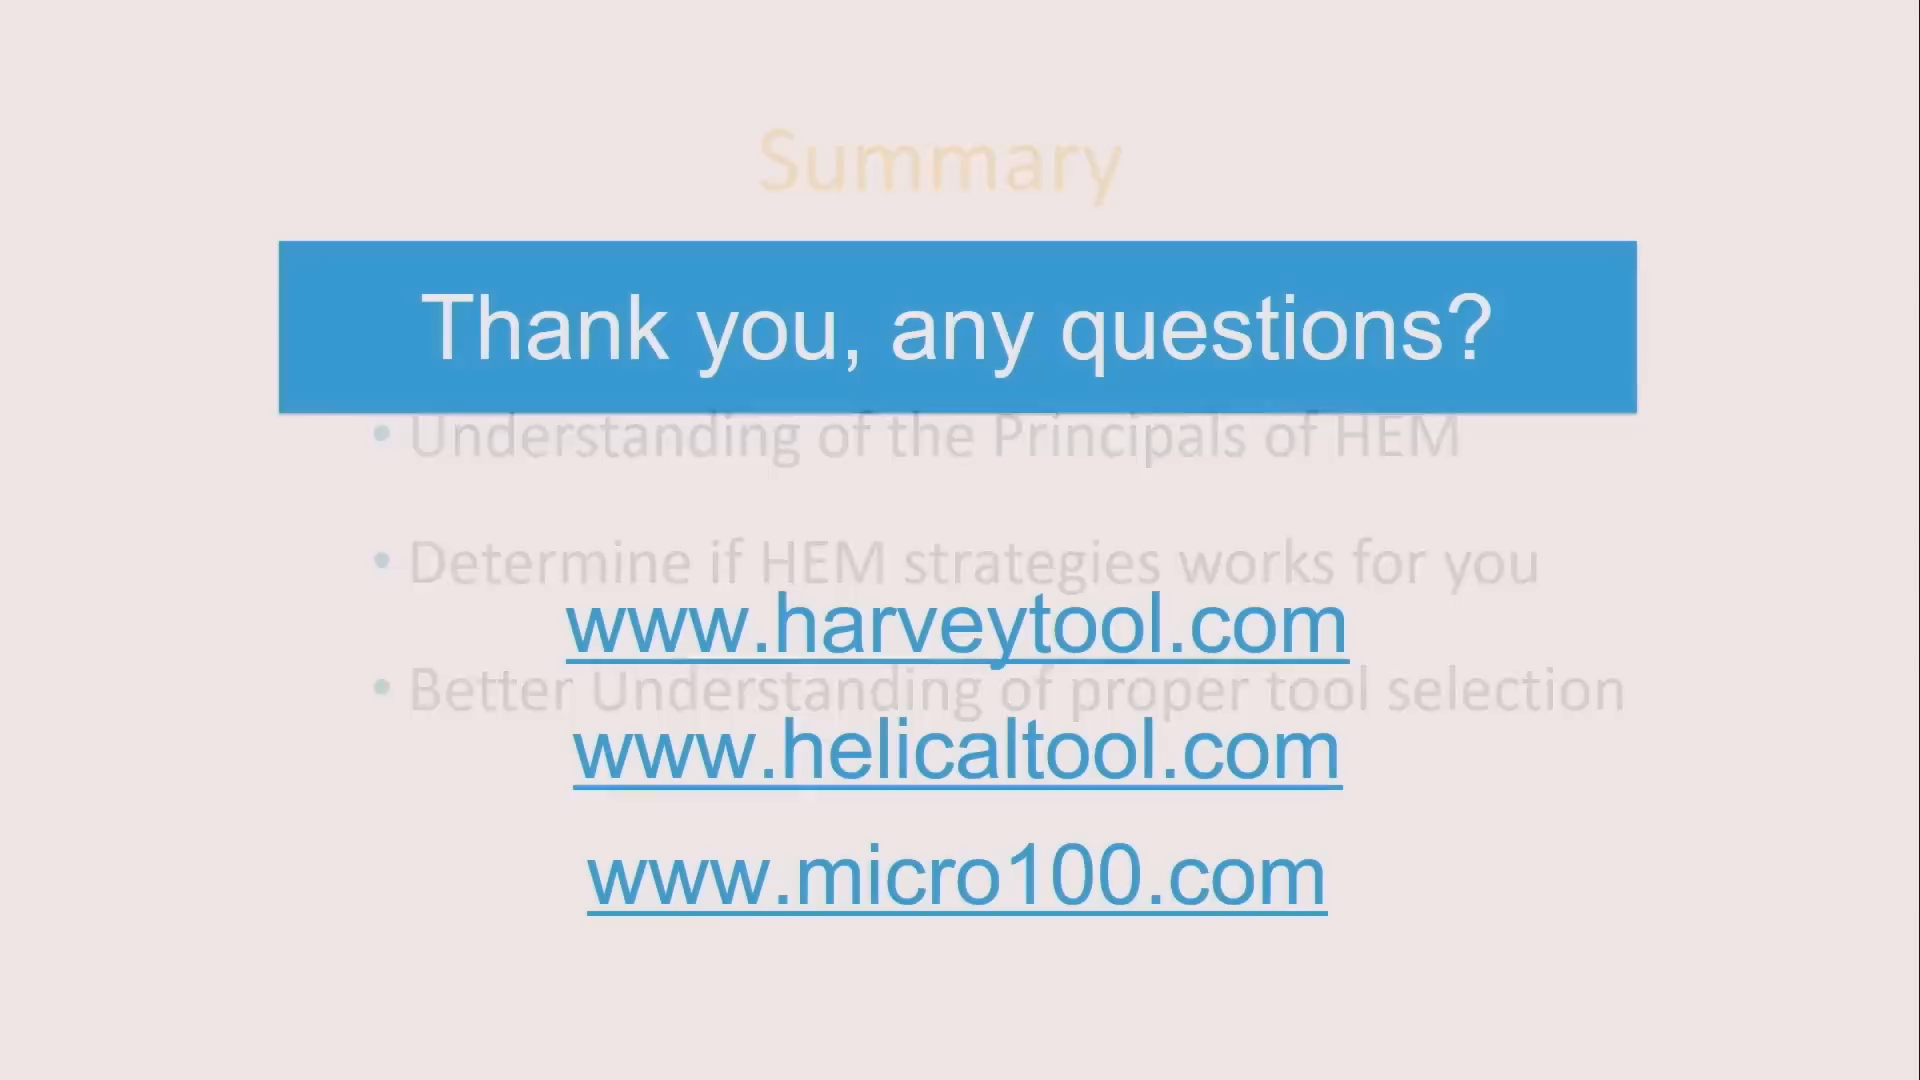 Summary
Thank you, any questions?
• Understanding of the Principals of HEM
• Determine if HEM strategies works for you
www.harveytool.com
• Better Understanding of proper tool selection
www.helicaltool.com
www.micro100.com